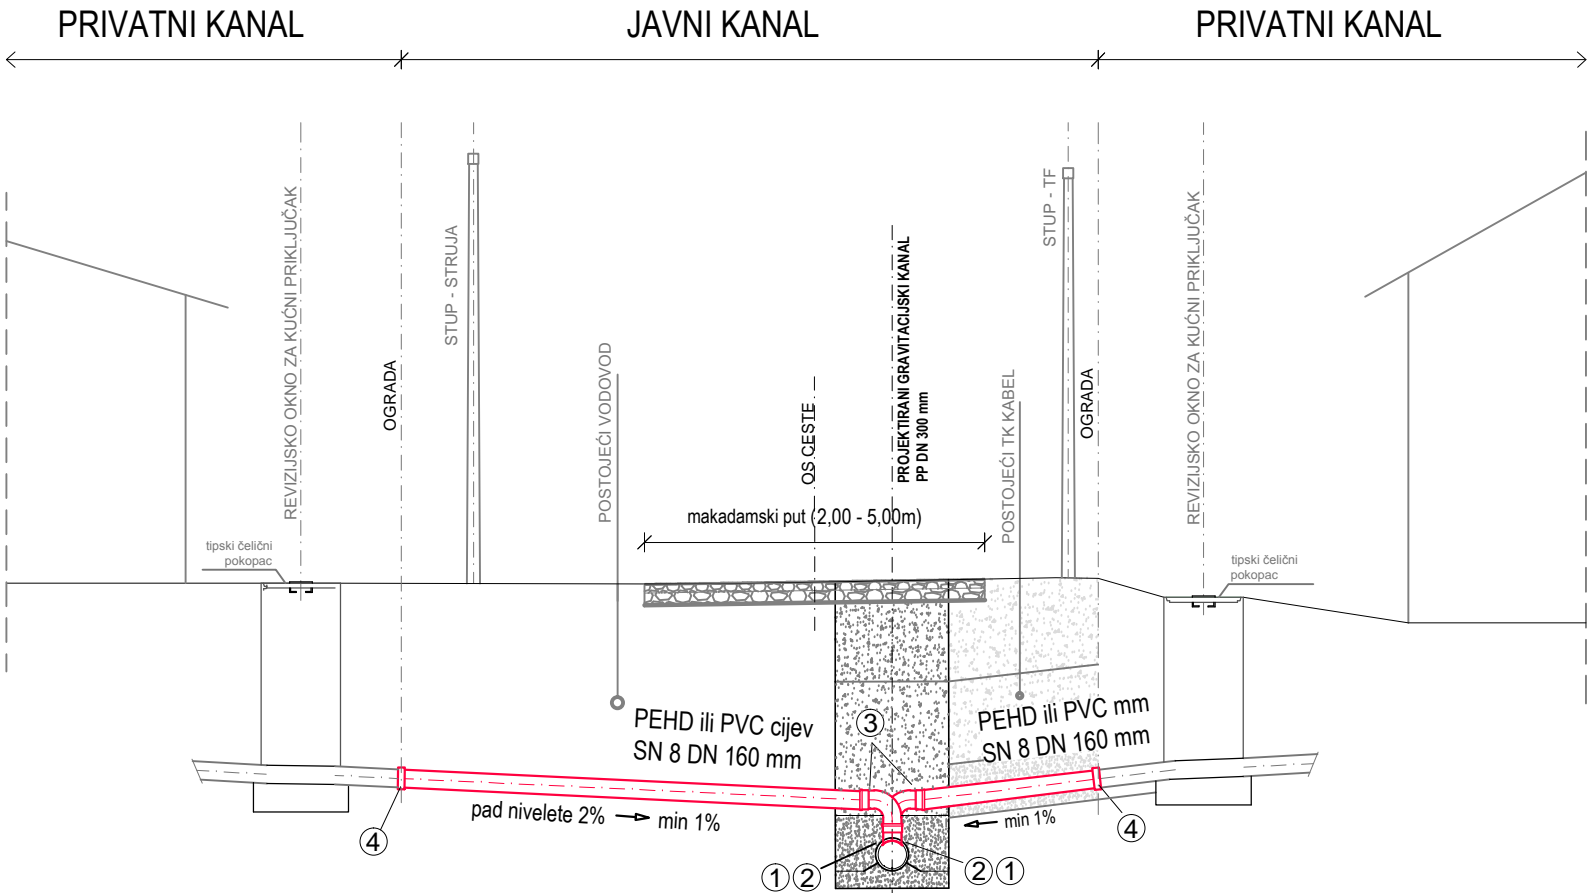 PRIVATNI KANAL
JAVNI KANAL
PRIVATNI KANAL
REVIZIJSKO OKNO ZA KUĆNI PRIKLJUČAK
OGRADA
STUP - STRUJA
POSTOJEĆI VODOVOD
OS CESTE
PROJEKTIRANI GRAVITACIJSKI KANAL
PP DN 300 mm
POSTOJEĆI TK KABEL
STUP - TF
OGRADA
REVIZIJSKO OKNO ZA KUĆNI PRIKLJUČAK
makadamski put (2,00 - 5,00m)
tipski čelični
pokopac
tipski čelični
pokopac
PEHD ili PVC cijev
SN 8 DN 160 mm
3
PEHD ili PVC mm
SN 8 DN 160 mm
pad nivelete 2% min 1%
min 1%
4
4
1 2
2 1